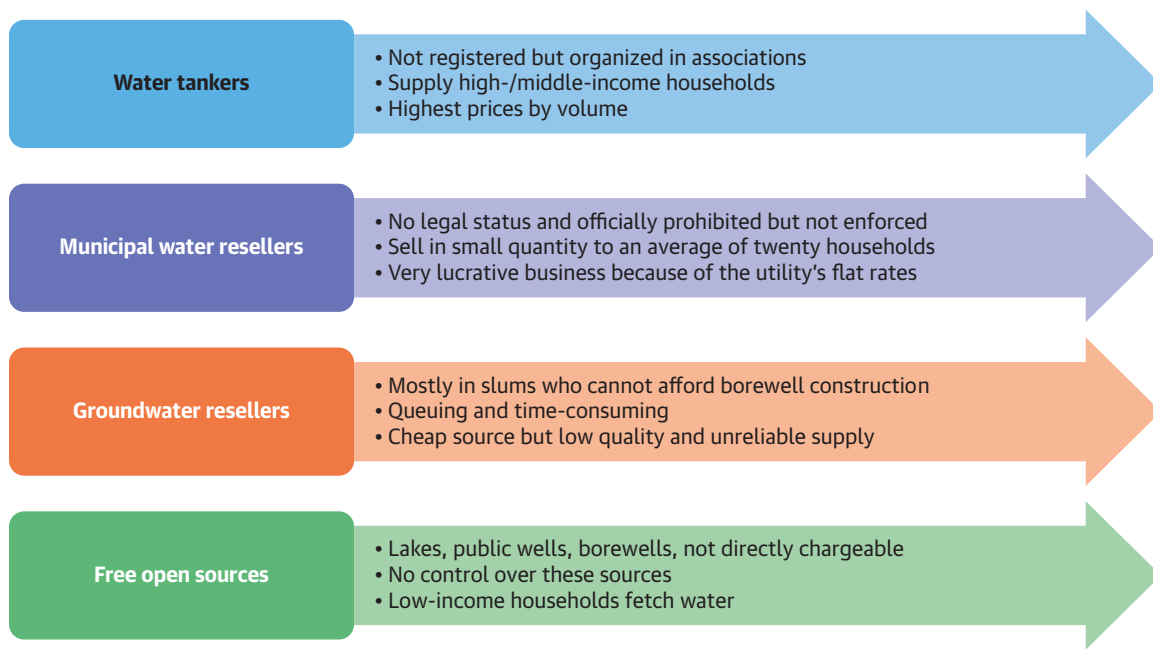 Water tankers
• Not registered but organized in associations
• Supply high-/middle-income households
• Highest prices by volume
Municipal water resellers
• No legal status and officially prohibited but not enforced
• Sell in small quantity to an average of twenty households
• Very lucrative business because of the utility’s flat rates
Groundwater resellers
• Mostly in slums who cannot afford borewell construction
• Queuing and time-consuming
• Cheap source but low quality and unreliable supply
Free open sources
• Lakes, public wells, borewells, not directly chargeable
• No control over these sources
• Low-income households fetch water